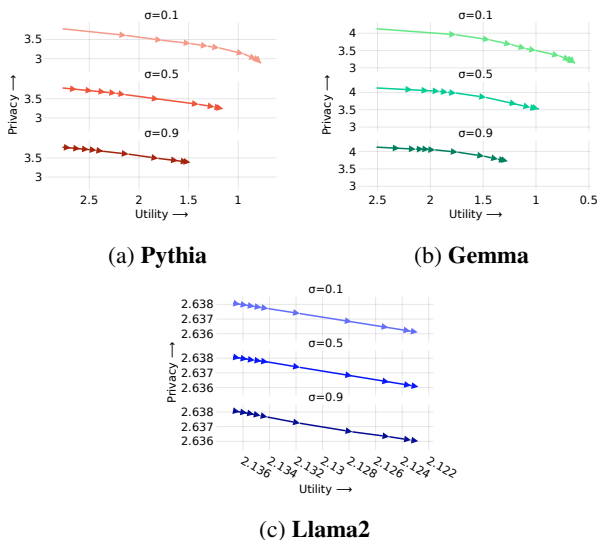 σ=0.1
3.5
3
σ=0.5
3.5
3
σ=0.9
3.5
3
Privacy ⟶
2.5 2 1.5 1
Utility ⟶
(a) Pythia
σ=0.1
4
3.5
3
σ=0.5
4
3.5
3
σ=0.9
4
3.5
3
Privacy ⟶
2.5 2 1.5 1 0.5
Utility ⟶
(b) Gemma
σ=0.1
2.638
2.637
2.636
σ=0.5
2.638
2.637
2.636
σ=0.9
2.638
2.637
2.636
Privacy ⟶
2.136 2.134 2.132 2.13 2.128 2.126 2.124 2.122
Utility ⟶
(c) Llama2